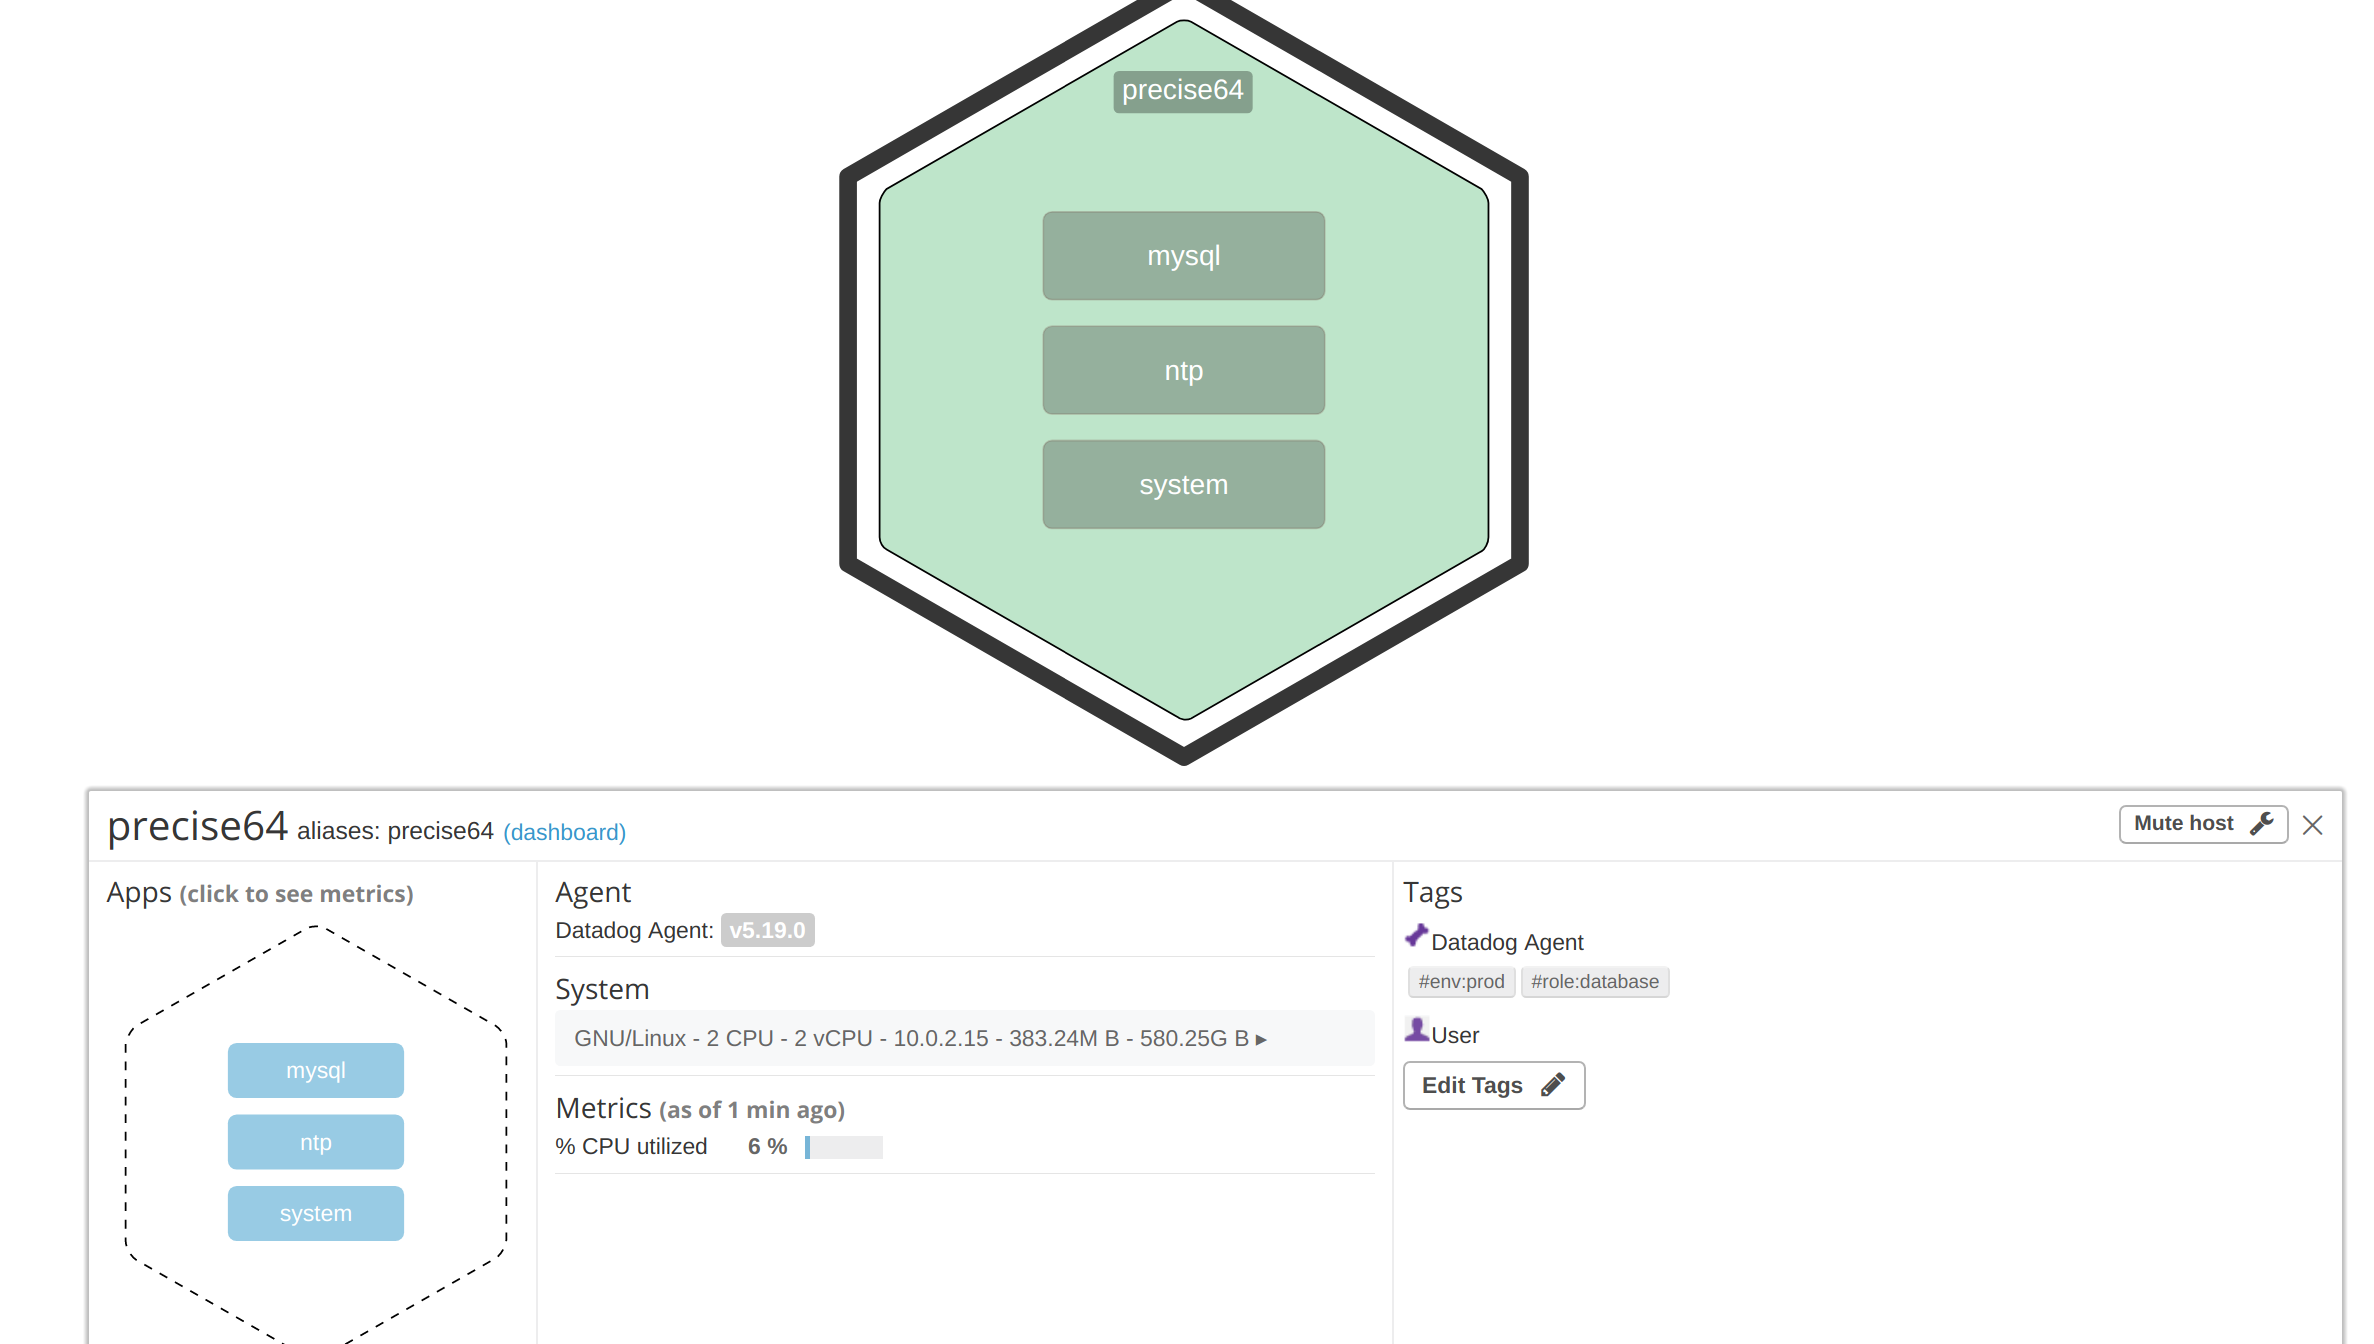 precise64
mysql
ntp
system
precise64 aliases: precise64 (dashboard)
Mute host
Apps (click to see metrics)
mysql
ntp
system
Agent
Datadog Agent: v5.19.0
System
GNU/Linux - 2 CPU - 2 vCPU - 10.0.2.15 - 383.24M B - 580.25G B ▸
Metrics (as of 1 min ago)
% CPU utilized 6 %
Tags
Datadog Agent
#env:prod #role:database
User
Edit Tags